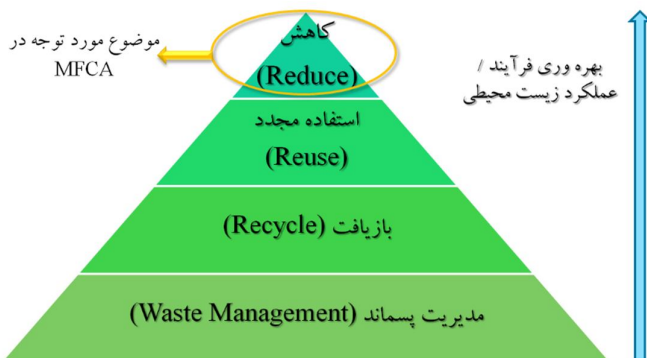 کاهش
(Reduce)
موضوع مورد توجه در
MFCA
بهره وری فرآیند /
عملکرد زیست محیطی
استفاده مجدد
(Reuse)
بازیافت (Recycle)
مدیریت پسماند (Waste Management)